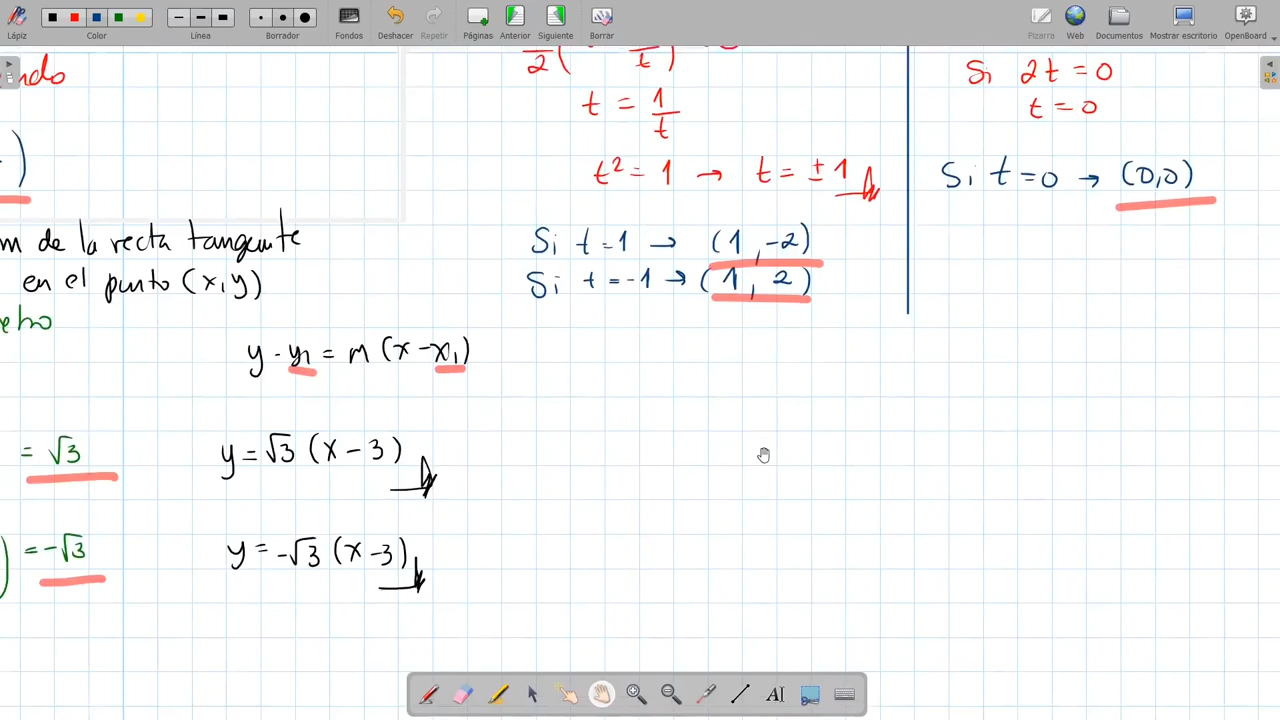 Lápiz Color Línea Borrador Fondos Deshacer Repetir Páginas Anterior Siguiente Borrar Pizarra Web Documentos Mostrar escritorio OpenBoard
)
m de la recta tangente
en el punto (x,y)
y - y1 = m (x - x1)
= √3
y = √3 (x - 3)
) = -√3
y = -√3 (x - 3)
t = 1/t
t² = 1 → t = ± 1
Si t = 1 → (1, -2)
Si t = -1 → (1, 2)
Si 2t = 0
t = 0
Si t = 0 → (0,0)